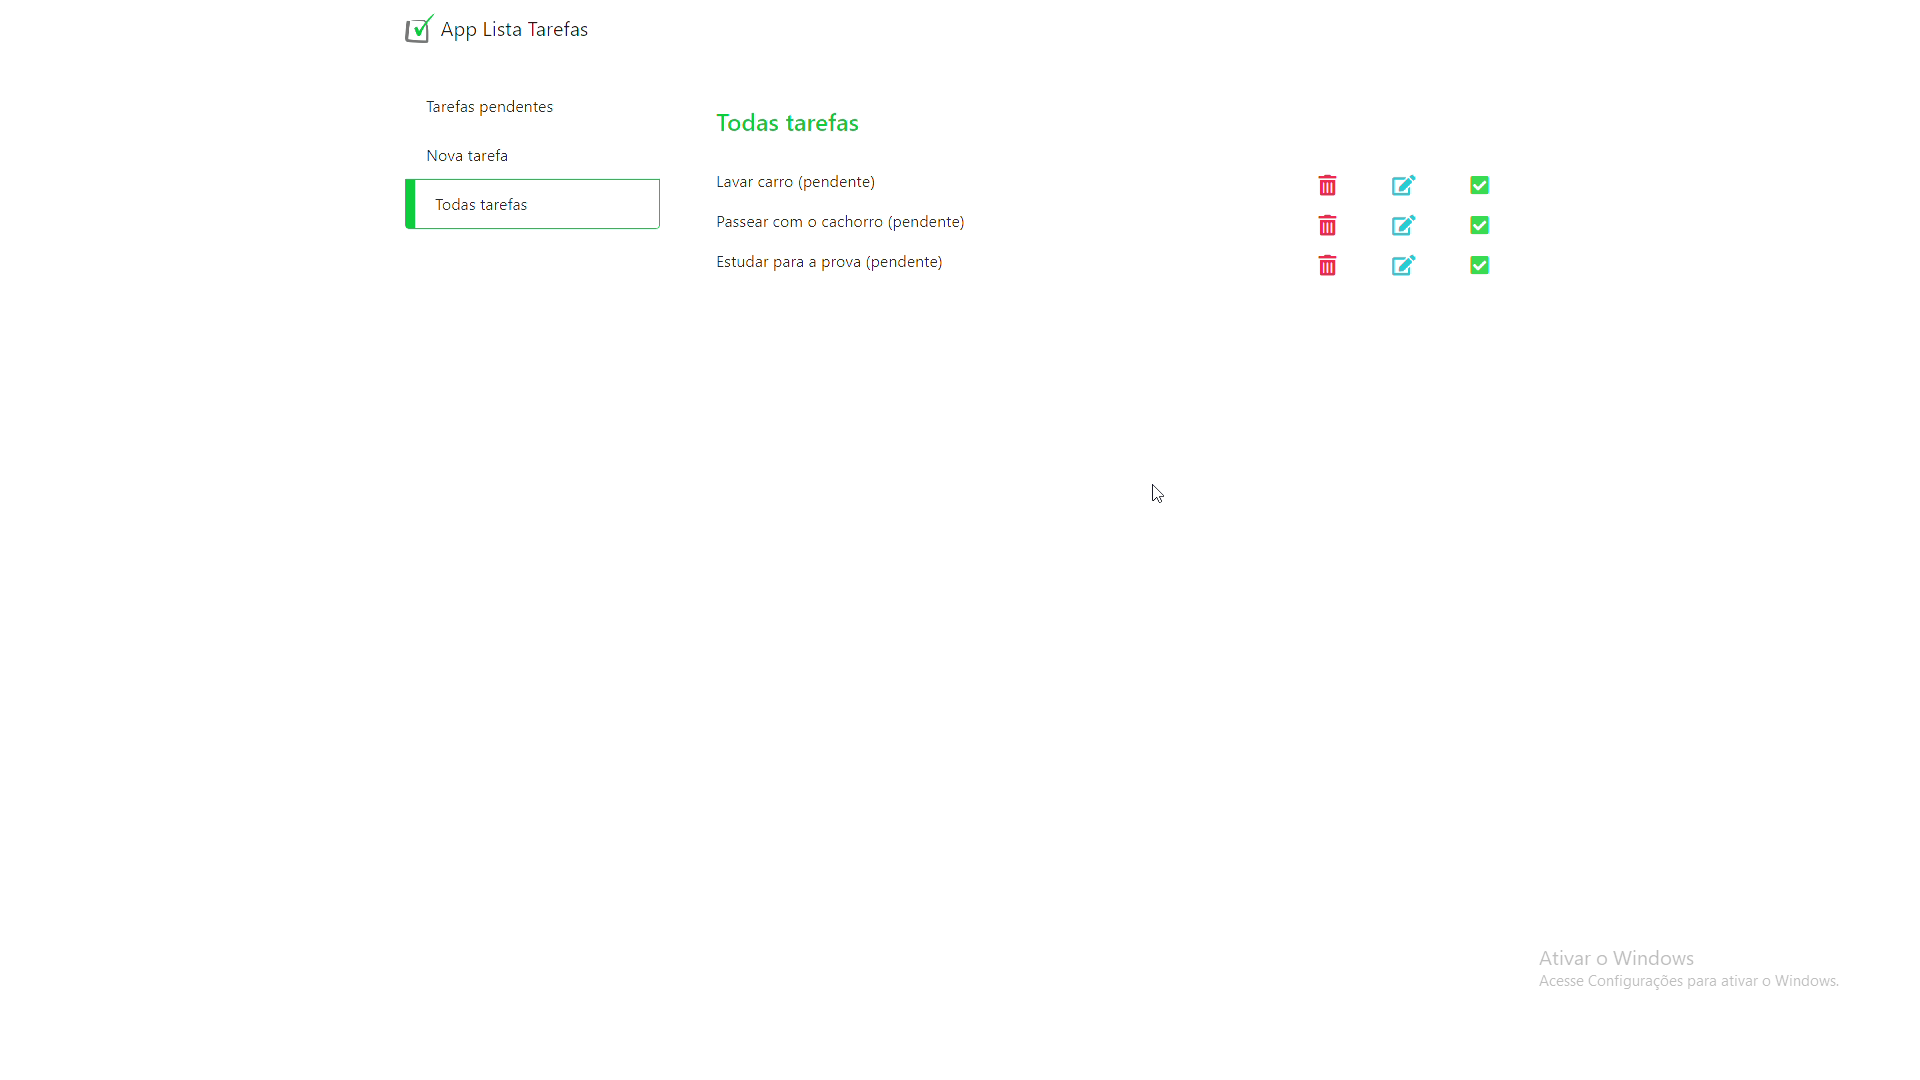 App Lista Tarefas
Tarefas pendentes
Nova tarefa
Todas tarefas
Todas tarefas
Lavar carro (pendente)
Passear com o cachorro (pendente)
Estudar para a prova (pendente)
Ativar o Windows
Acesse Configurações para ativar o Windows.